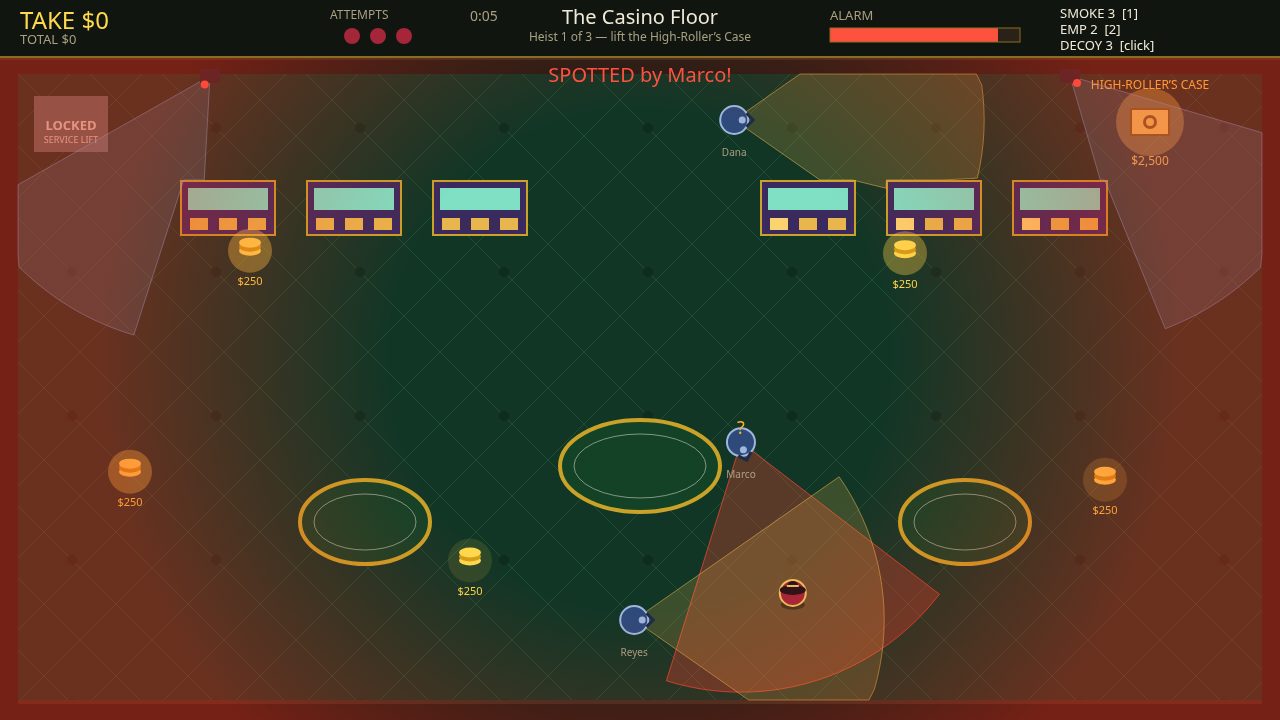 TAKE $0
TOTAL $0
ATTEMPTS
0:05
The Casino Floor
Heist 1 of 3 — lift the High-Roller's Case
ALARM
SMOKE 3 [1]
EMP 2 [2]
DECOY 3 [click]
SPOTTED by Marco!
HIGH-ROLLER'S CASE
$2,500
LOCKED
SERVICE LIFT
Dana
$250
$250
?
Marco
$250
$250
$250
Reyes